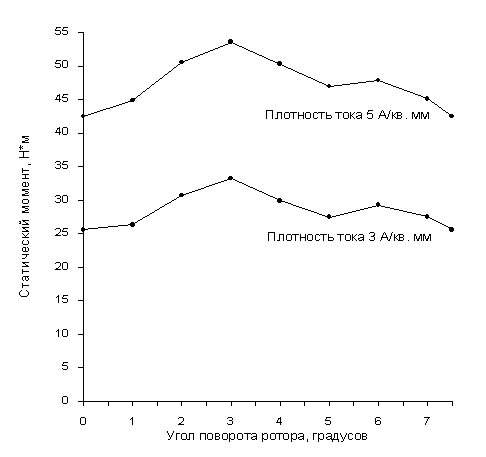 55
50
45
Плотность тока 5 А/кв. мм
40
35
30
25
Плотность тока 3 А/кв. мм
20
15
10
5
0
Статический момент, Н*м
0 1 2 3 4 5 6 7
Угол поворота ротора, градусов